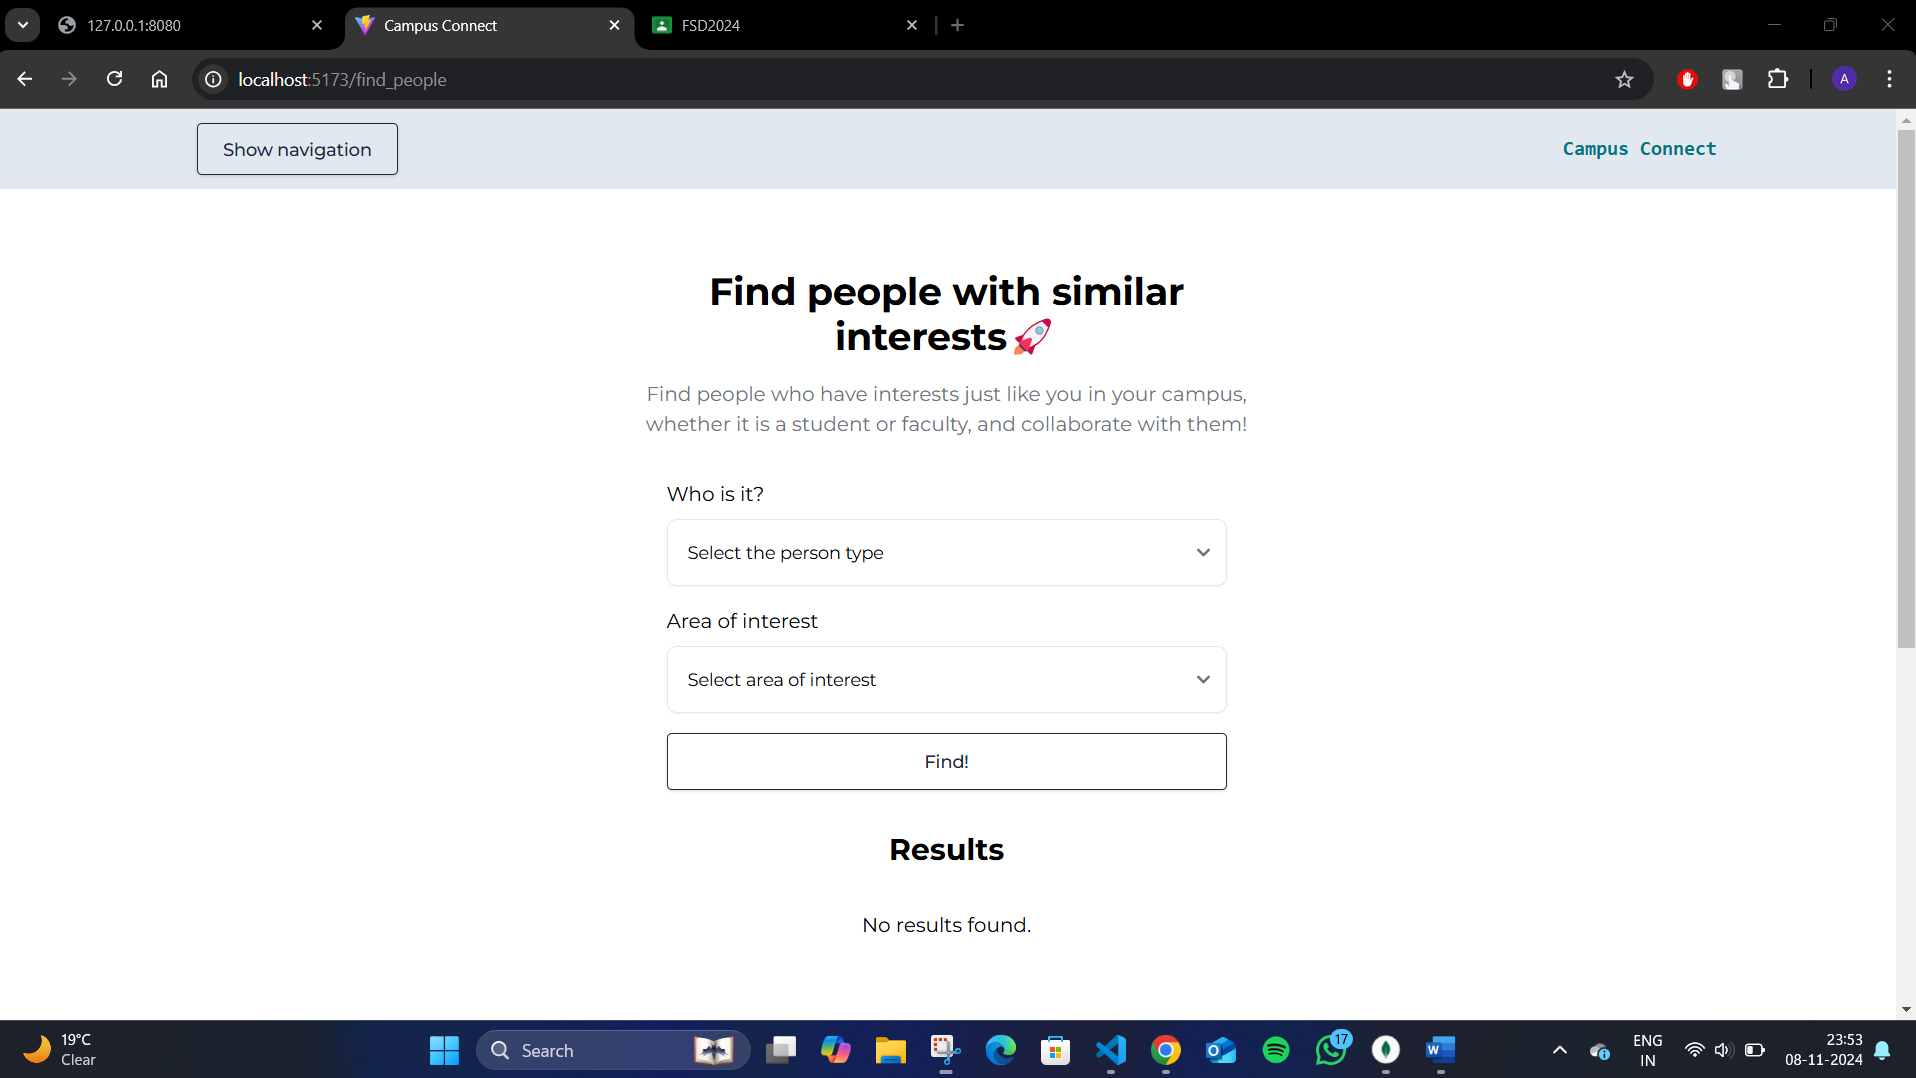 127.0.0.1:8080
Campus Connect
FSD2024
localhost:5173/find_people
A
Show navigation
Campus Connect
Find people with similar
interests🚀
Find people who have interests just like you in your campus,
whether it is a student or faculty, and collaborate with them!
Who is it?
Select the person type
Area of interest
Select area of interest
Find!
Results
No results found.
19°C
Clear
Search
17
ENG
IN
23:53
08-11-2024